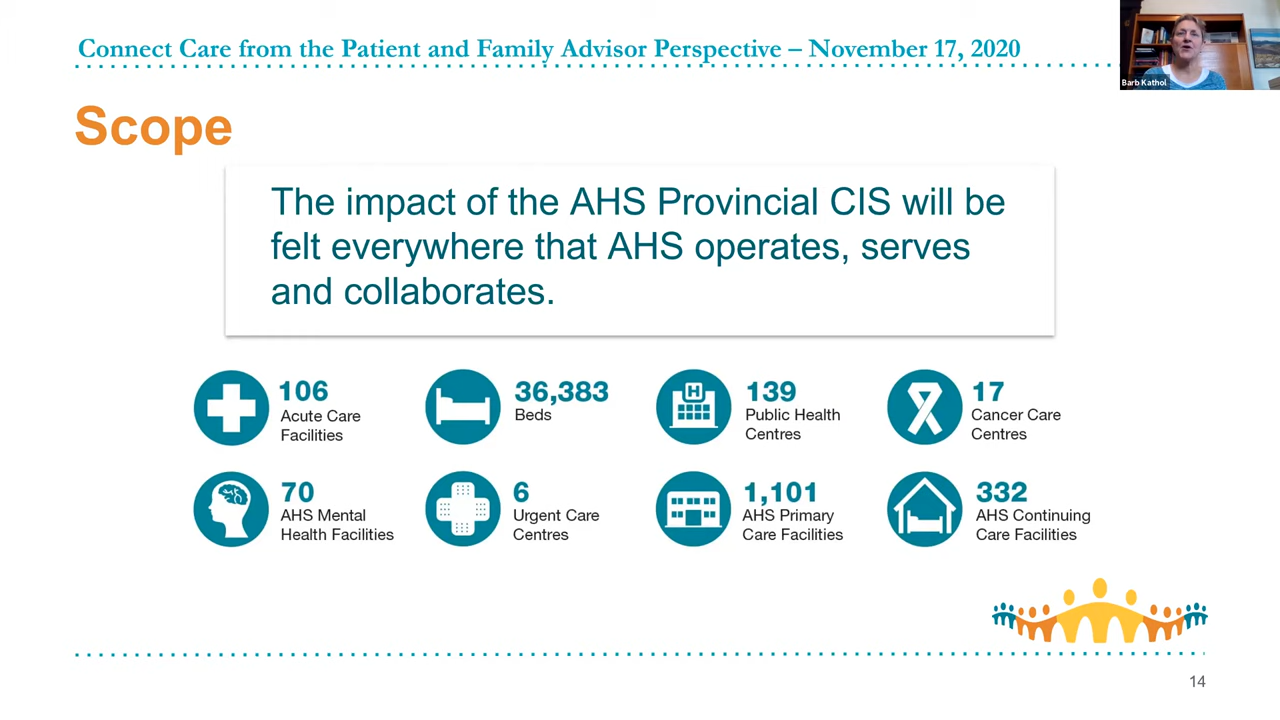 Connect Care from the Patient and Family Advisor Perspective – November 17, 2020
Barb Kathol
Scope
The impact of the AHS Provincial CIS will be
felt everywhere that AHS operates, serves
and collaborates.
106
Acute Care
Facilities
36,383
Beds
H
139
Public Health
Centres
17
Cancer Care
Centres
70
AHS Mental
Health Facilities
6
Urgent Care
Centres
1,101
AHS Primary
Care Facilities
332
AHS Continuing
Care Facilities
14